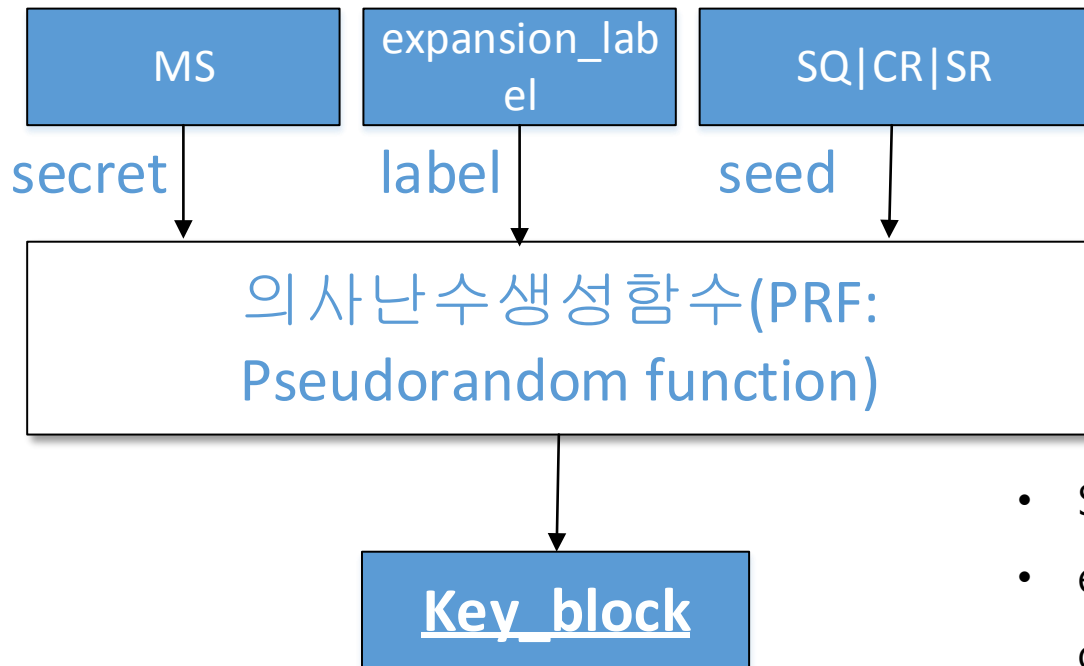 MS
expansion_lab
el
SQ|CR|SR
secret
label
seed
의사난수생성함수(PRF:
Pseudorandom function)
Key_block